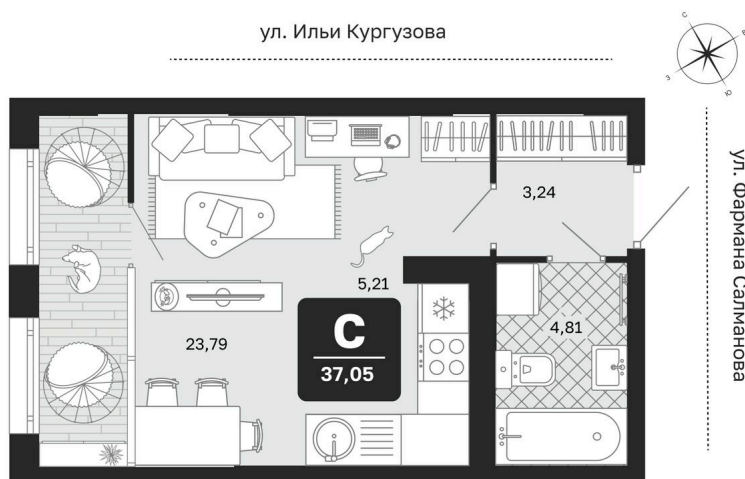 ул. Ильи Кургузова
С
В
З
Ю
ул. Фармана Салманова
3,24
5,21
23,79
С
37,05
4,81